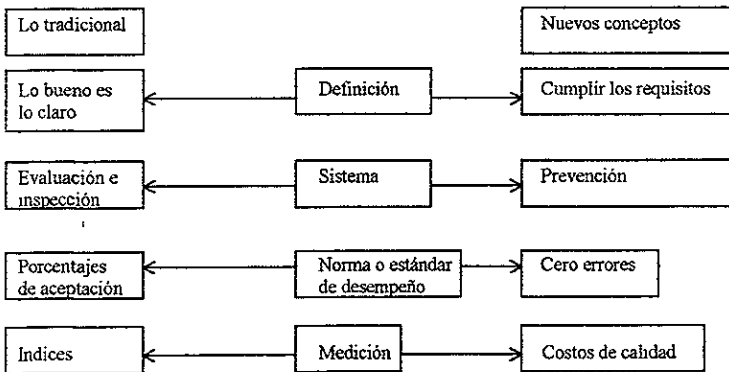 Lo tradicional
Nuevos conceptos
Lo bueno es
lo claro
Definición
Cumplir los requisitos
Evaluación e
inspección
Sistema
Prevención
Porcentajes
de aceptación
Norma o estándar
de desempeño
Cero errores
Indices
Medición
Costos de calidad